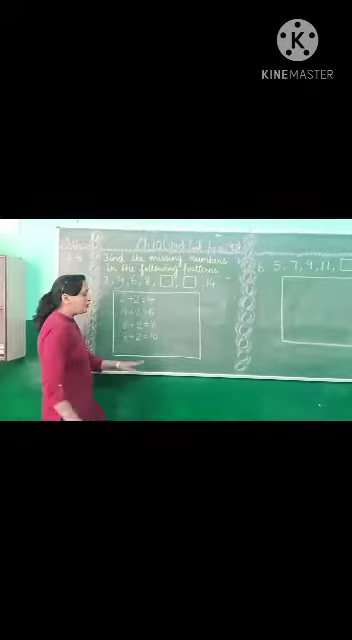 K
KINEMASTER
Find the missing numbers
in the following patterns
2, 4, 6, 8, □, □, 14
2+2=4
4+2=6
6+2=8
8+2=10
b 5, 7, 9, 11, □